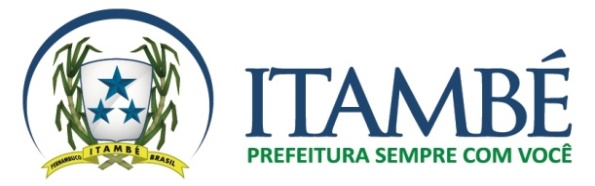 PERNAMBUCO ITAMBÉ BRASIL
ITAMBÉ
PREFEITURA SEMPRE COM VOCÊ